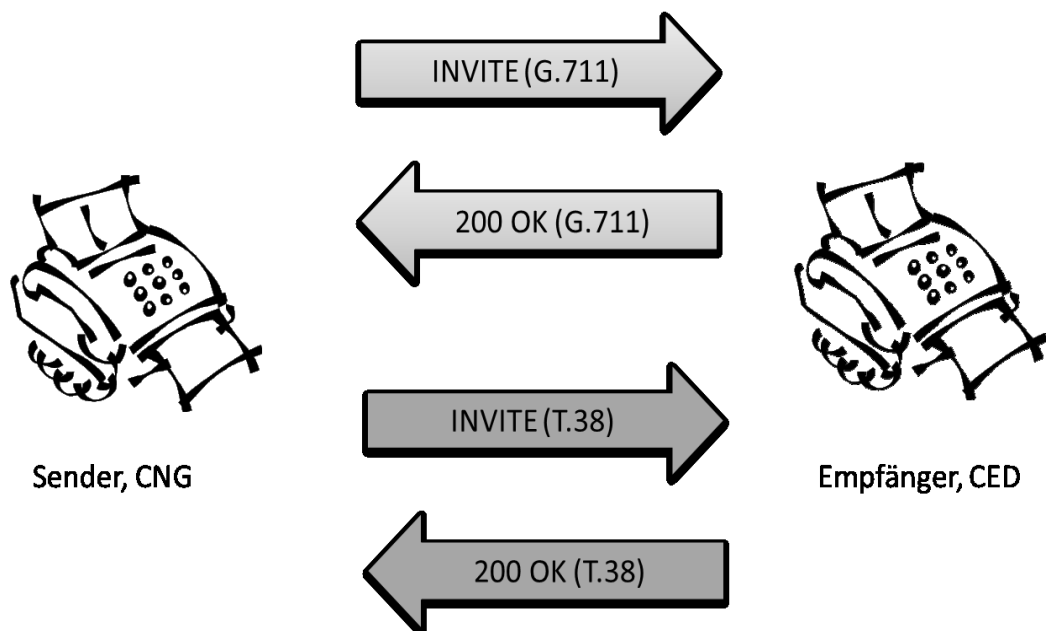 INVITE (G.711)
200 OK (G.711)
INVITE (T.38)
Sender, CNG
Empfänger, CED
200 OK (T.38)